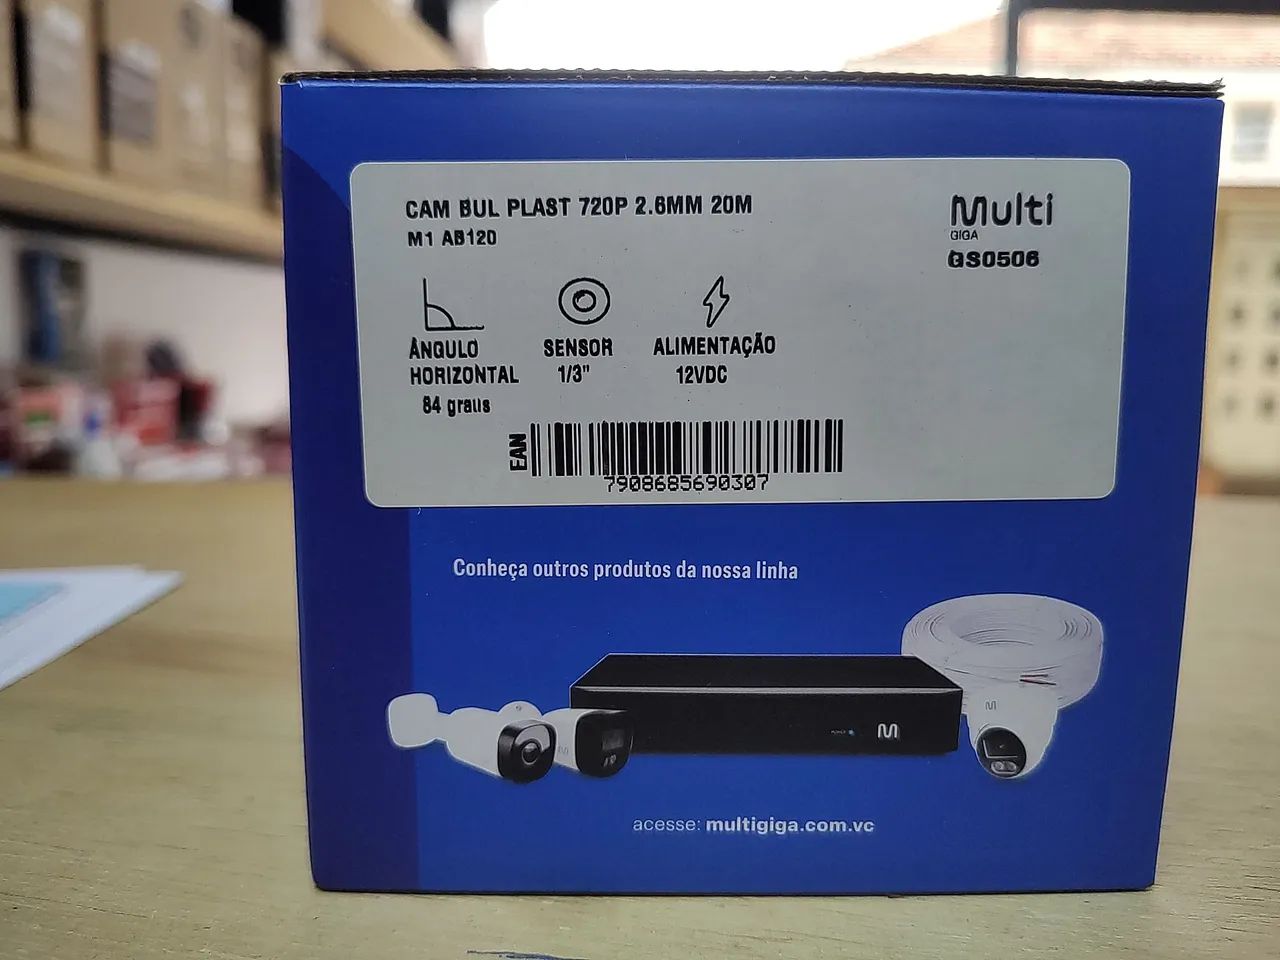 CAM BUL PLAST 720P 2.6MM 20M
M1 AB120
Multi
GIGA
GS0506
ÂNGULO
HORIZONTAL
84 graus
SENSOR
1/3"
ALIMENTAÇÃO
12VDC
EAN
7908685690307
Conheça outros produtos da nossa linha
M
M
POWER
M
acesse: multigiga.com.vc